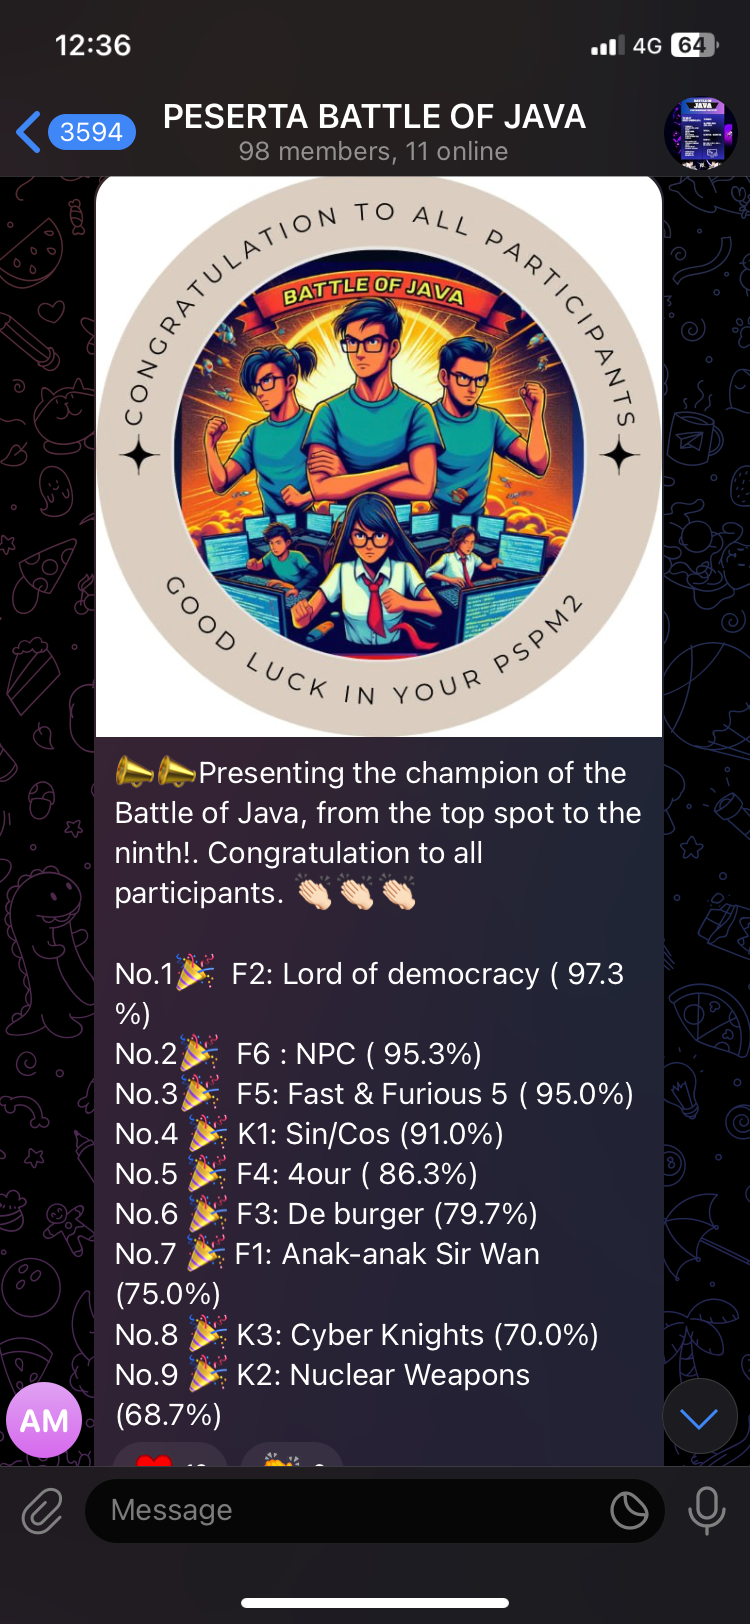 12:36
4G 64
3594
PESERTA BATTLE OF JAVA
98 members, 11 online
CONGRATULATION TO ALL PARTICIPANTS
BATTLE OF JAVA
GOOD LUCK IN YOUR PSPM2
📣📣Presenting the champion of the
Battle of Java, from the top spot to the
ninth!. Congratulation to all
participants. 👏🏻👏🏻👏🏻
No.1🎉 F2: Lord of democracy ( 97.3
%)
No.2🎉 F6 : NPC ( 95.3%)
No.3🎉 F5: Fast & Furious 5 ( 95.0%)
No.4 🎉 K1: Sin/Cos (91.0%)
No.5 🎉 F4: 4our ( 86.3%)
No.6 🎉 F3: De burger (79.7%)
No.7 🎉 F1: Anak-anak Sir Wan
(75.0%)
No.8 🎉 K3: Cyber Knights (70.0%)
No.9 🎉 K2: Nuclear Weapons
(68.7%)
AM
Message